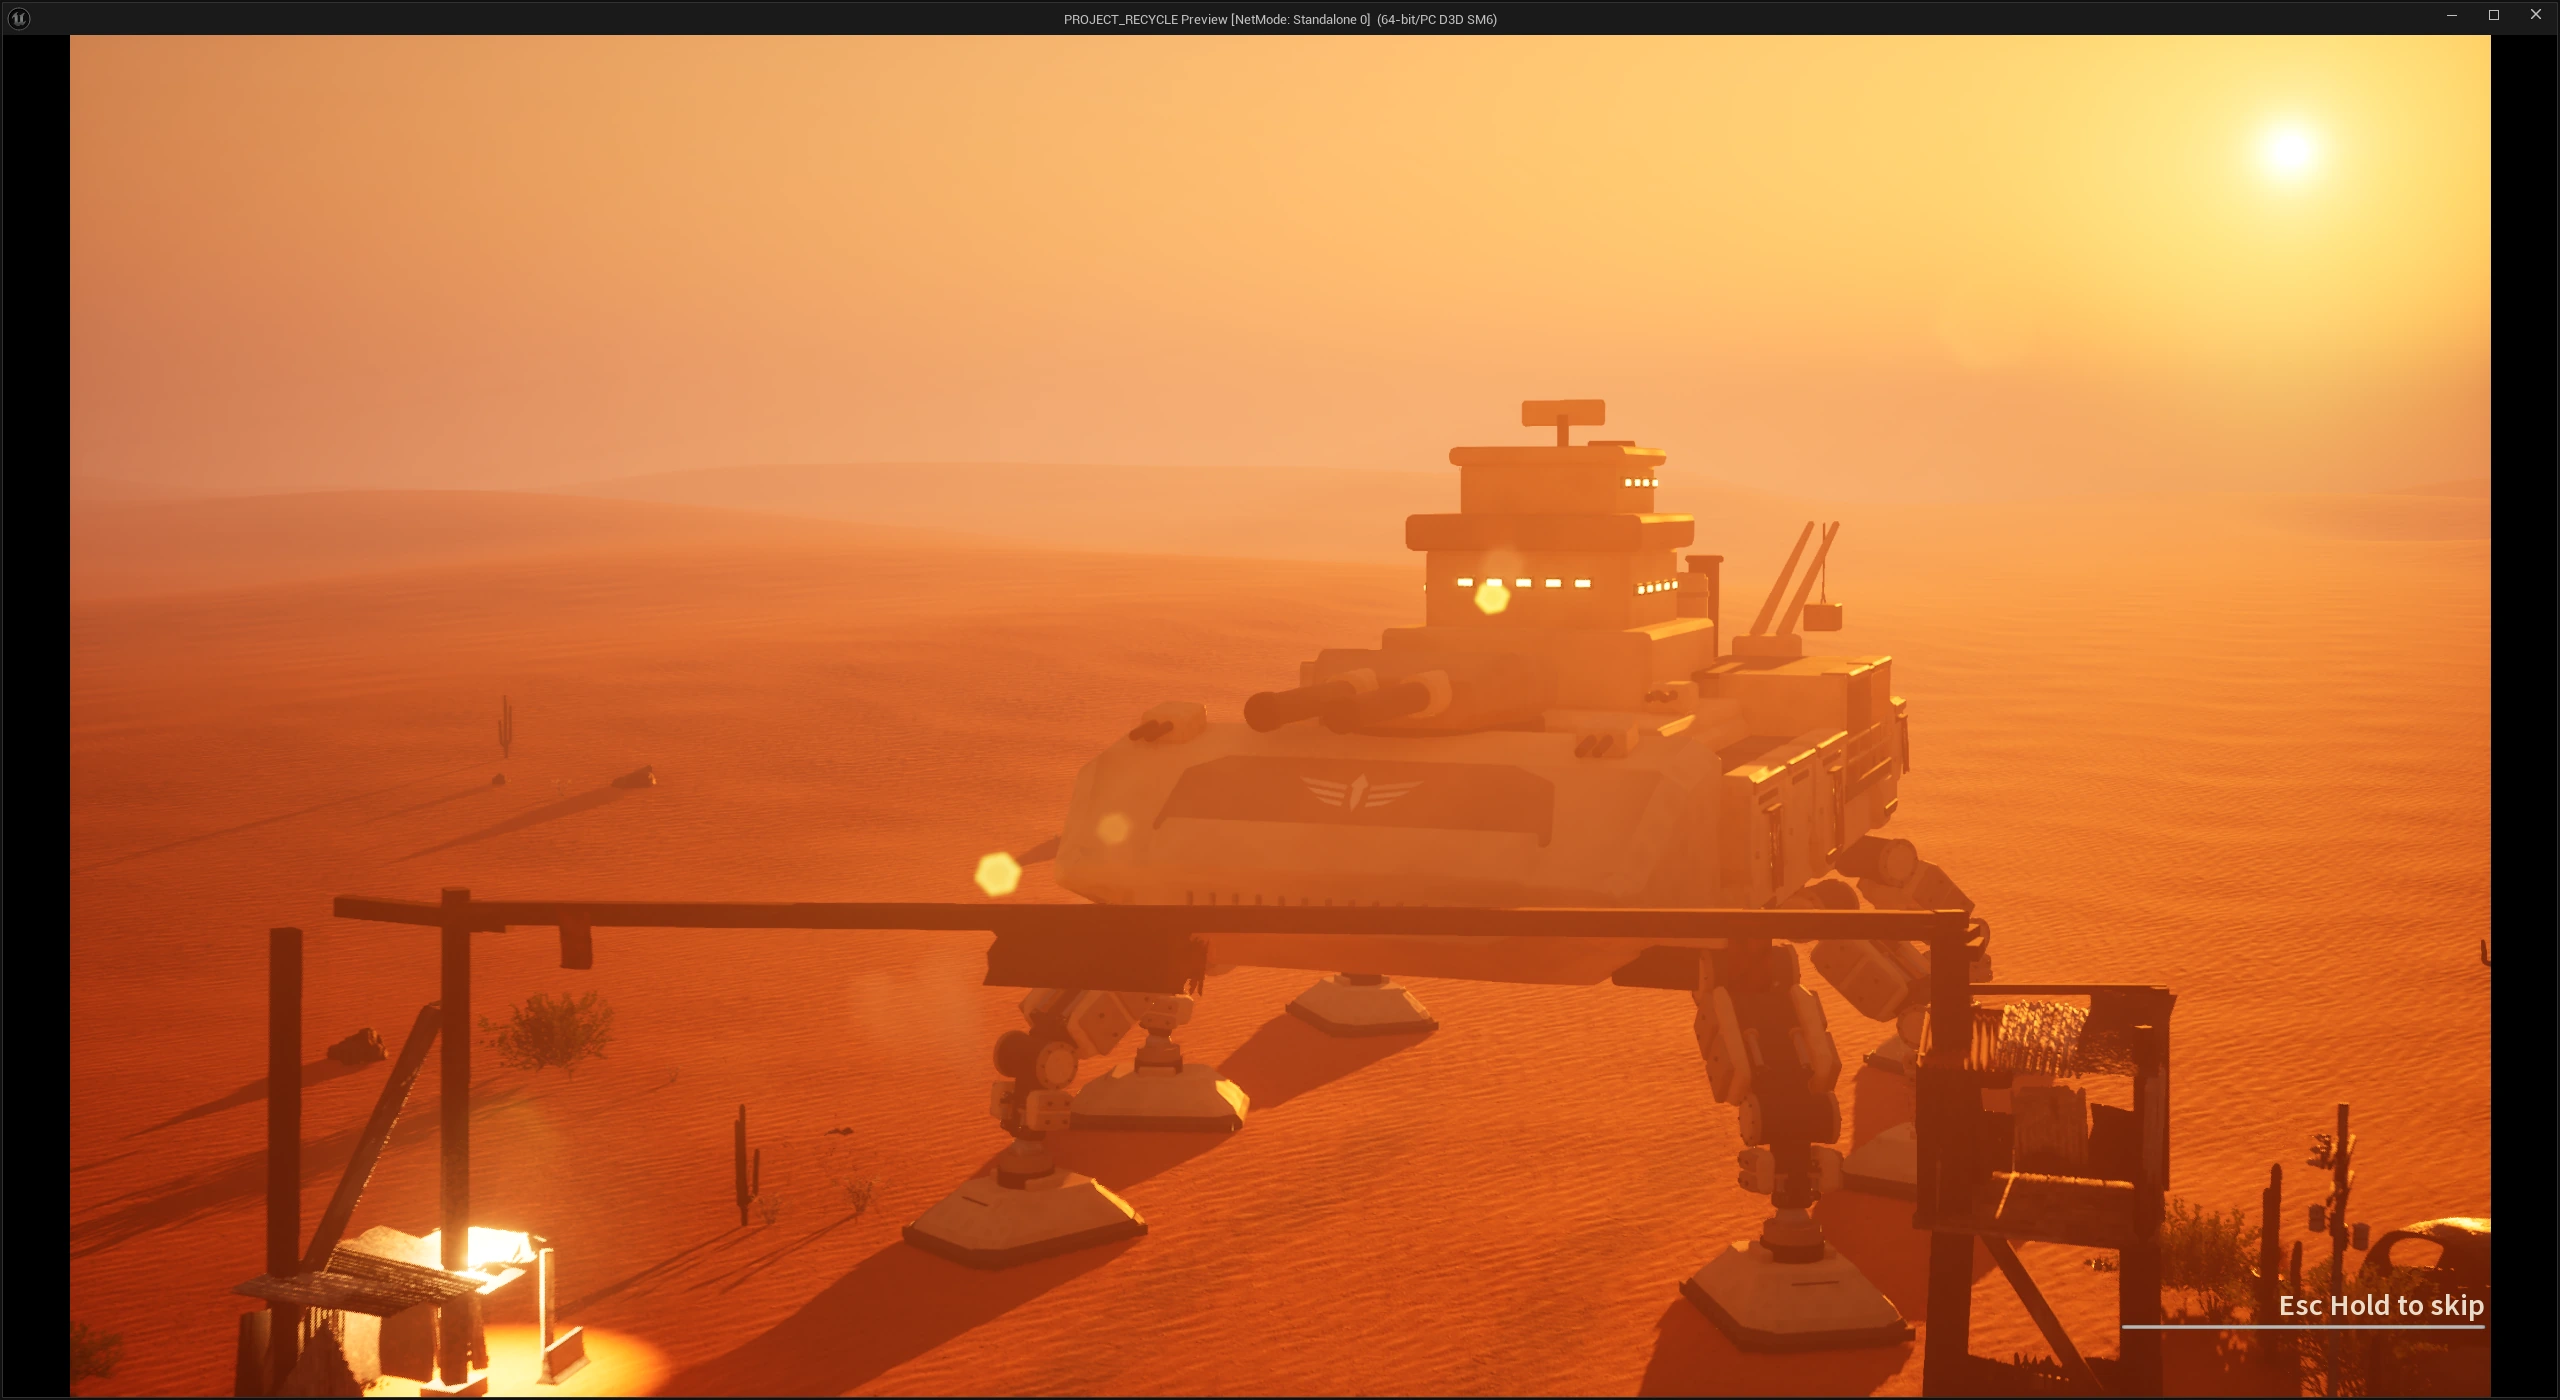 PROJECT_RECYCLE Preview [NetMode: Standalone 0]  (64-bit/PC D3D SM6)
Esc Hold to skip